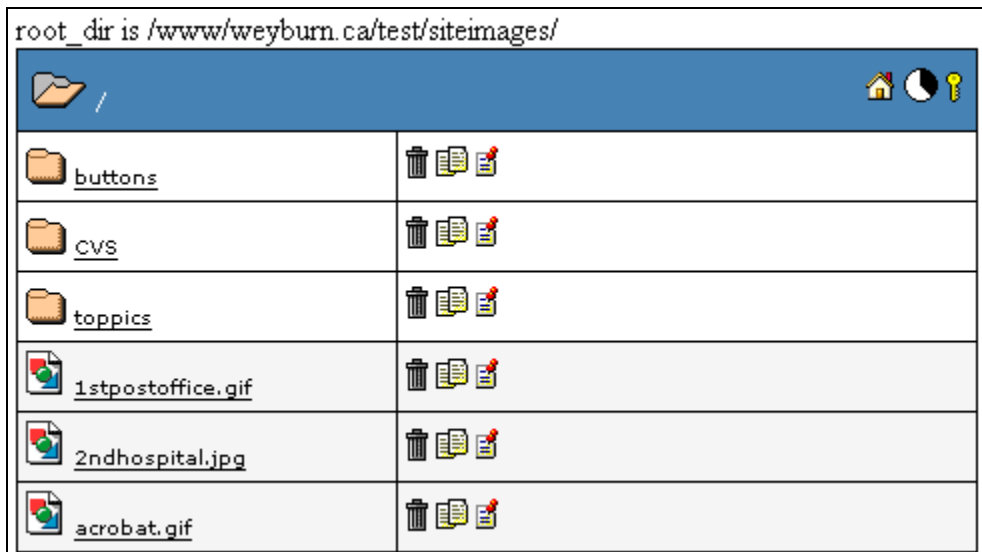 root_dir is /www/weyburn.ca/test/siteimages/
/
buttons
CVS
toppics
1stpostoffice.gif
2ndhospital.jpg
acrobat.gif